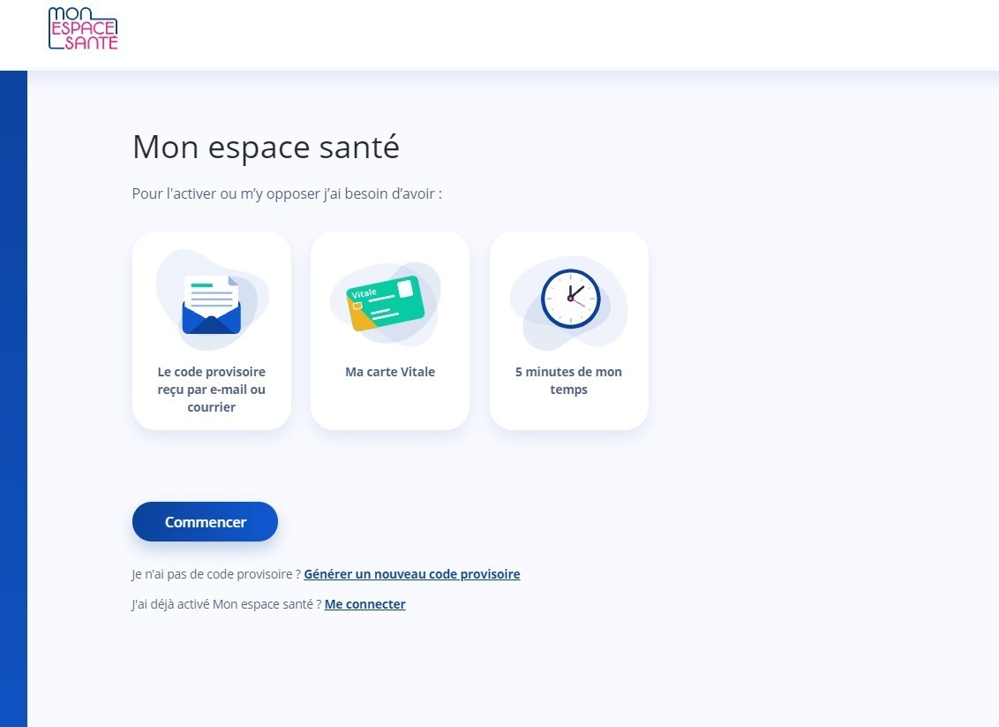 mon
ESPACE
SANTÉ
Mon espace santé
Pour l'activer ou m’y opposer j’ai besoin d’avoir :
Vitale
Le code provisoire
reçu par e-mail ou
courrier
Ma carte Vitale
5 minutes de mon
temps
Commencer
Je n’ai pas de code provisoire ? Générer un nouveau code provisoire
J'ai déjà activé Mon espace santé ? Me connecter